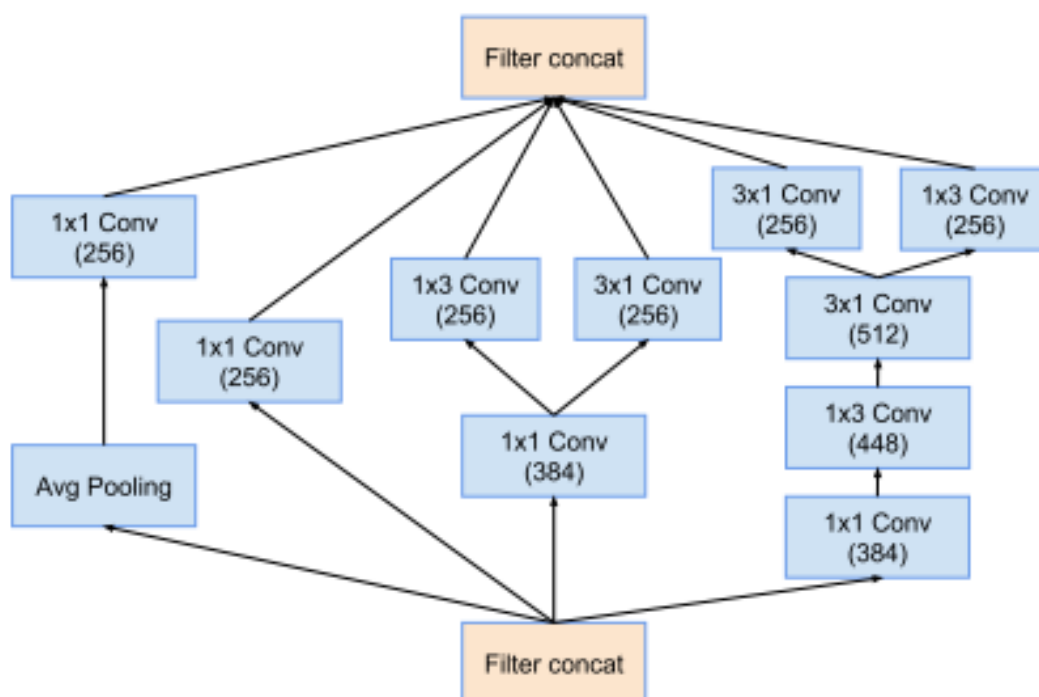 Filter concat
3x1 Conv
(256)
1x3 Conv
(256)
1x1 Conv
(256)
1x3 Conv
(256)
3x1 Conv
(256)
3x1 Conv
(512)
1x1 Conv
(256)
1x3 Conv
(448)
1x1 Conv
(384)
Avg Pooling
1x1 Conv
(384)
Filter concat